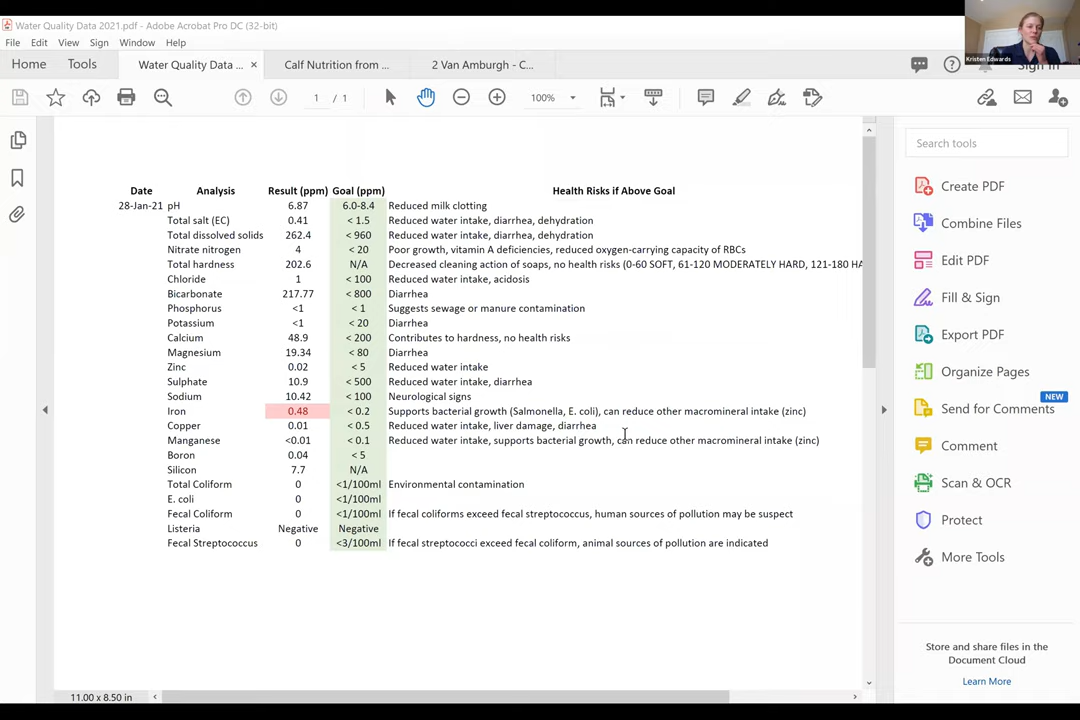 Water Quality Data 2021.pdf - Adobe Acrobat Pro DC (32-bit)
File Edit View Sign Window Help
Kristen Edwards
Home Tools Water Quality Data ... × Calf Nutrition from ... 2 Van Amburgh - C... Sign In
1 / 1 100%
Date Analysis Result (ppm) Goal (ppm) Health Risks if Above Goal
28-Jan-21 pH 6.87 6.0-8.4 Reduced milk clotting
Total salt (EC) 0.41 < 1.5 Reduced water intake, diarrhea, dehydration
Total dissolved solids 262.4 < 960 Reduced water intake, diarrhea, dehydration
Nitrate nitrogen 4 < 20 Poor growth, vitamin A deficiencies, reduced oxygen-carrying capacity of RBCs
Total hardness 202.6 N/A Decreased cleaning action of soaps, no health risks (0-60 SOFT, 61-120 MODERATELY HARD, 121-180 HA
Chloride 1 < 100 Reduced water intake, acidosis
Bicarbonate 217.77 < 800 Diarrhea
Phosphorus <1 < 1 Suggests sewage or manure contamination
Potassium <1 < 20 Diarrhea
Calcium 48.9 < 200 Contributes to hardness, no health risks
Magnesium 19.34 < 80 Diarrhea
Zinc 0.02 < 5 Reduced water intake
Sulphate 10.9 < 500 Reduced water intake, diarrhea
Sodium 10.42 < 100 Neurological signs
Iron 0.48 < 0.2 Supports bacterial growth (Salmonella, E. coli), can reduce other macromineral intake (zinc)
Copper 0.01 < 0.5 Reduced water intake, liver damage, diarrhea
Manganese <0.01 < 0.1 Reduced water intake, supports bacterial growth, can reduce other macromineral intake (zinc)
Boron 0.04 < 5
Silicon 7.7 N/A
Total Coliform 0 <1/100ml Environmental contamination
E. coli 0 <1/100ml
Fecal Coliform 0 <1/100ml If fecal coliforms exceed fecal streptococcus, human sources of pollution may be suspect
Listeria Negative Negative
Fecal Streptococcus 0 <3/100ml If fecal streptococci exceed fecal coliform, animal sources of pollution are indicated
11.00 x 8.50 in
Search tools
Create PDF
Combine Files
Edit PDF
Fill & Sign
Export PDF
Organize Pages
NEW
Send for Comments
Comment
Scan & OCR
Protect
More Tools
Store and share files in the
Document Cloud
Learn More